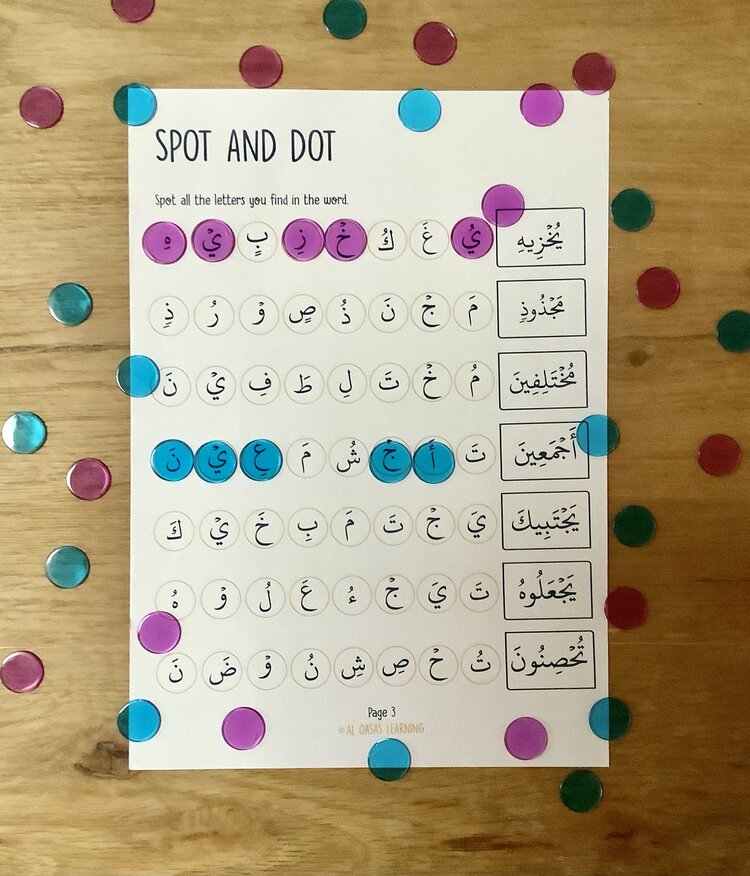 SPOT AND DOT
Spot all the letters you find in the word.
يُخْزِيهِ يُ غَ كُ خْ زِ بٍ يْ هِ
مَجْذُوذٍ مَ جْ نَ ذُ صٍ وْ رُ ذٍ
مُخْتَلِفِينَ مُ خْ تَ لِ طَ فِ يْ نَ
أَجْمَعِينَ تَ أَ جْ شُ مَ عِ يْ نَ
يَجْتَبِيكَ يَ جْ تَ مَ بِ خَ يْ كَ
يَجْعَلُوهُ تَ يَ جْ ءُ عَ لُ وْ هُ
تُحْصِنُونَ تُ حْ صِ شِ نُ وْ ضَ نَ
Page 3
© AL QASAS LEARNING